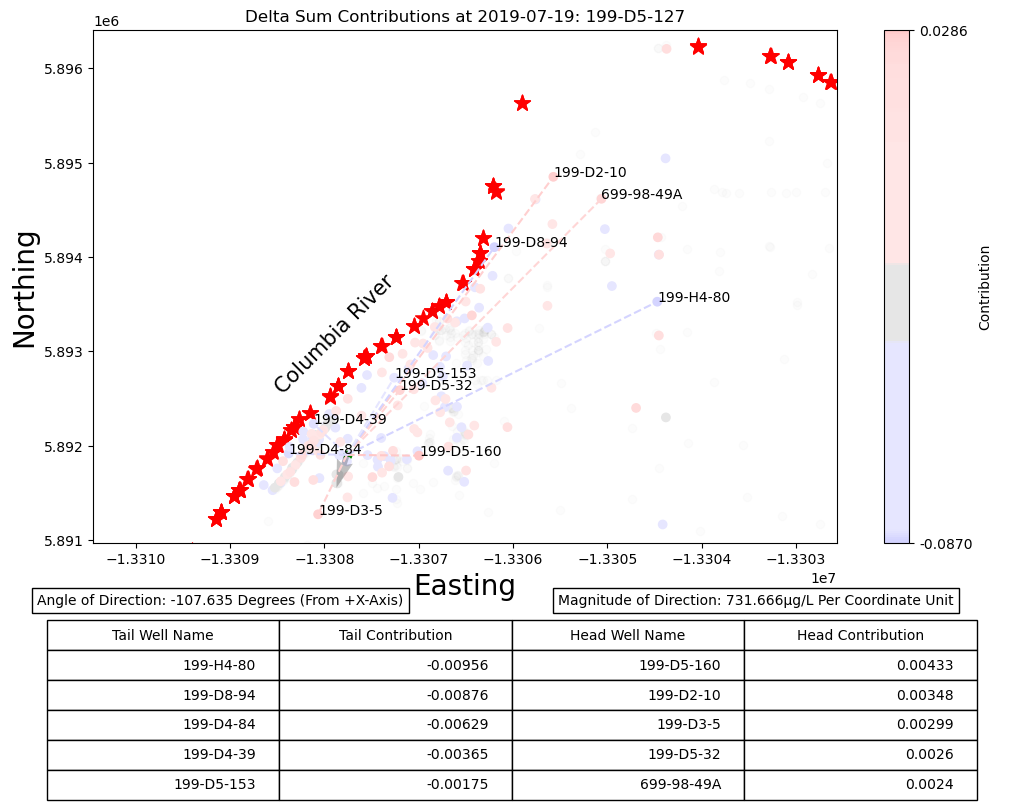 Delta Sum Contributions at 2019-07-19: 199-D5-127
1e6
0.0286
5.896
5.895
5.894
5.893
5.892
5.891
Northing
199-D2-10
699-98-49A
199-D8-94
199-H4-80
Columbia River
199-D5-153
199-D5-32
199-D4-39
199-D4-84
199-D5-160
199-D3-5
Contribution
-0.0870
−1.3310 −1.3309 −1.3308 −1.3307 −1.3306 −1.3305 −1.3304 −1.3303
1e7
Easting
Angle of Direction: -107.635 Degrees (From +X-Axis)
Magnitude of Direction: 731.666μg/L Per Coordinate Unit
Tail Well Name Tail Contribution Head Well Name Head Contribution
199-H4-80 -0.00956 199-D5-160 0.00433
199-D8-94 -0.00876 199-D2-10 0.00348
199-D4-84 -0.00629 199-D3-5 0.00299
199-D4-39 -0.00365 199-D5-32 0.0026
199-D5-153 -0.00175 699-98-49A 0.0024